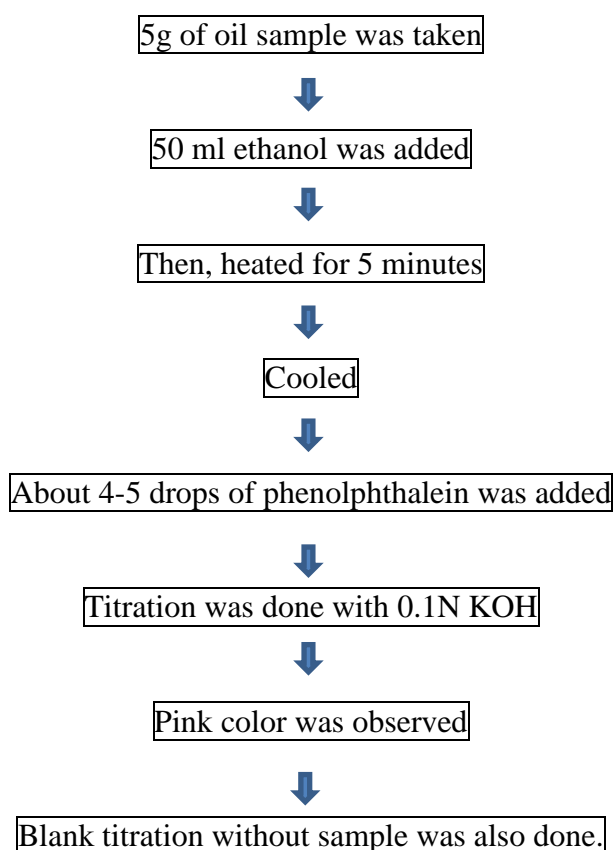 5g of oil sample was taken
50 ml ethanol was added
Then, heated for 5 minutes
Cooled
About 4-5 drops of phenolphthalein was added
Titration was done with 0.1N KOH
Pink color was observed
Blank titration without sample was also done.